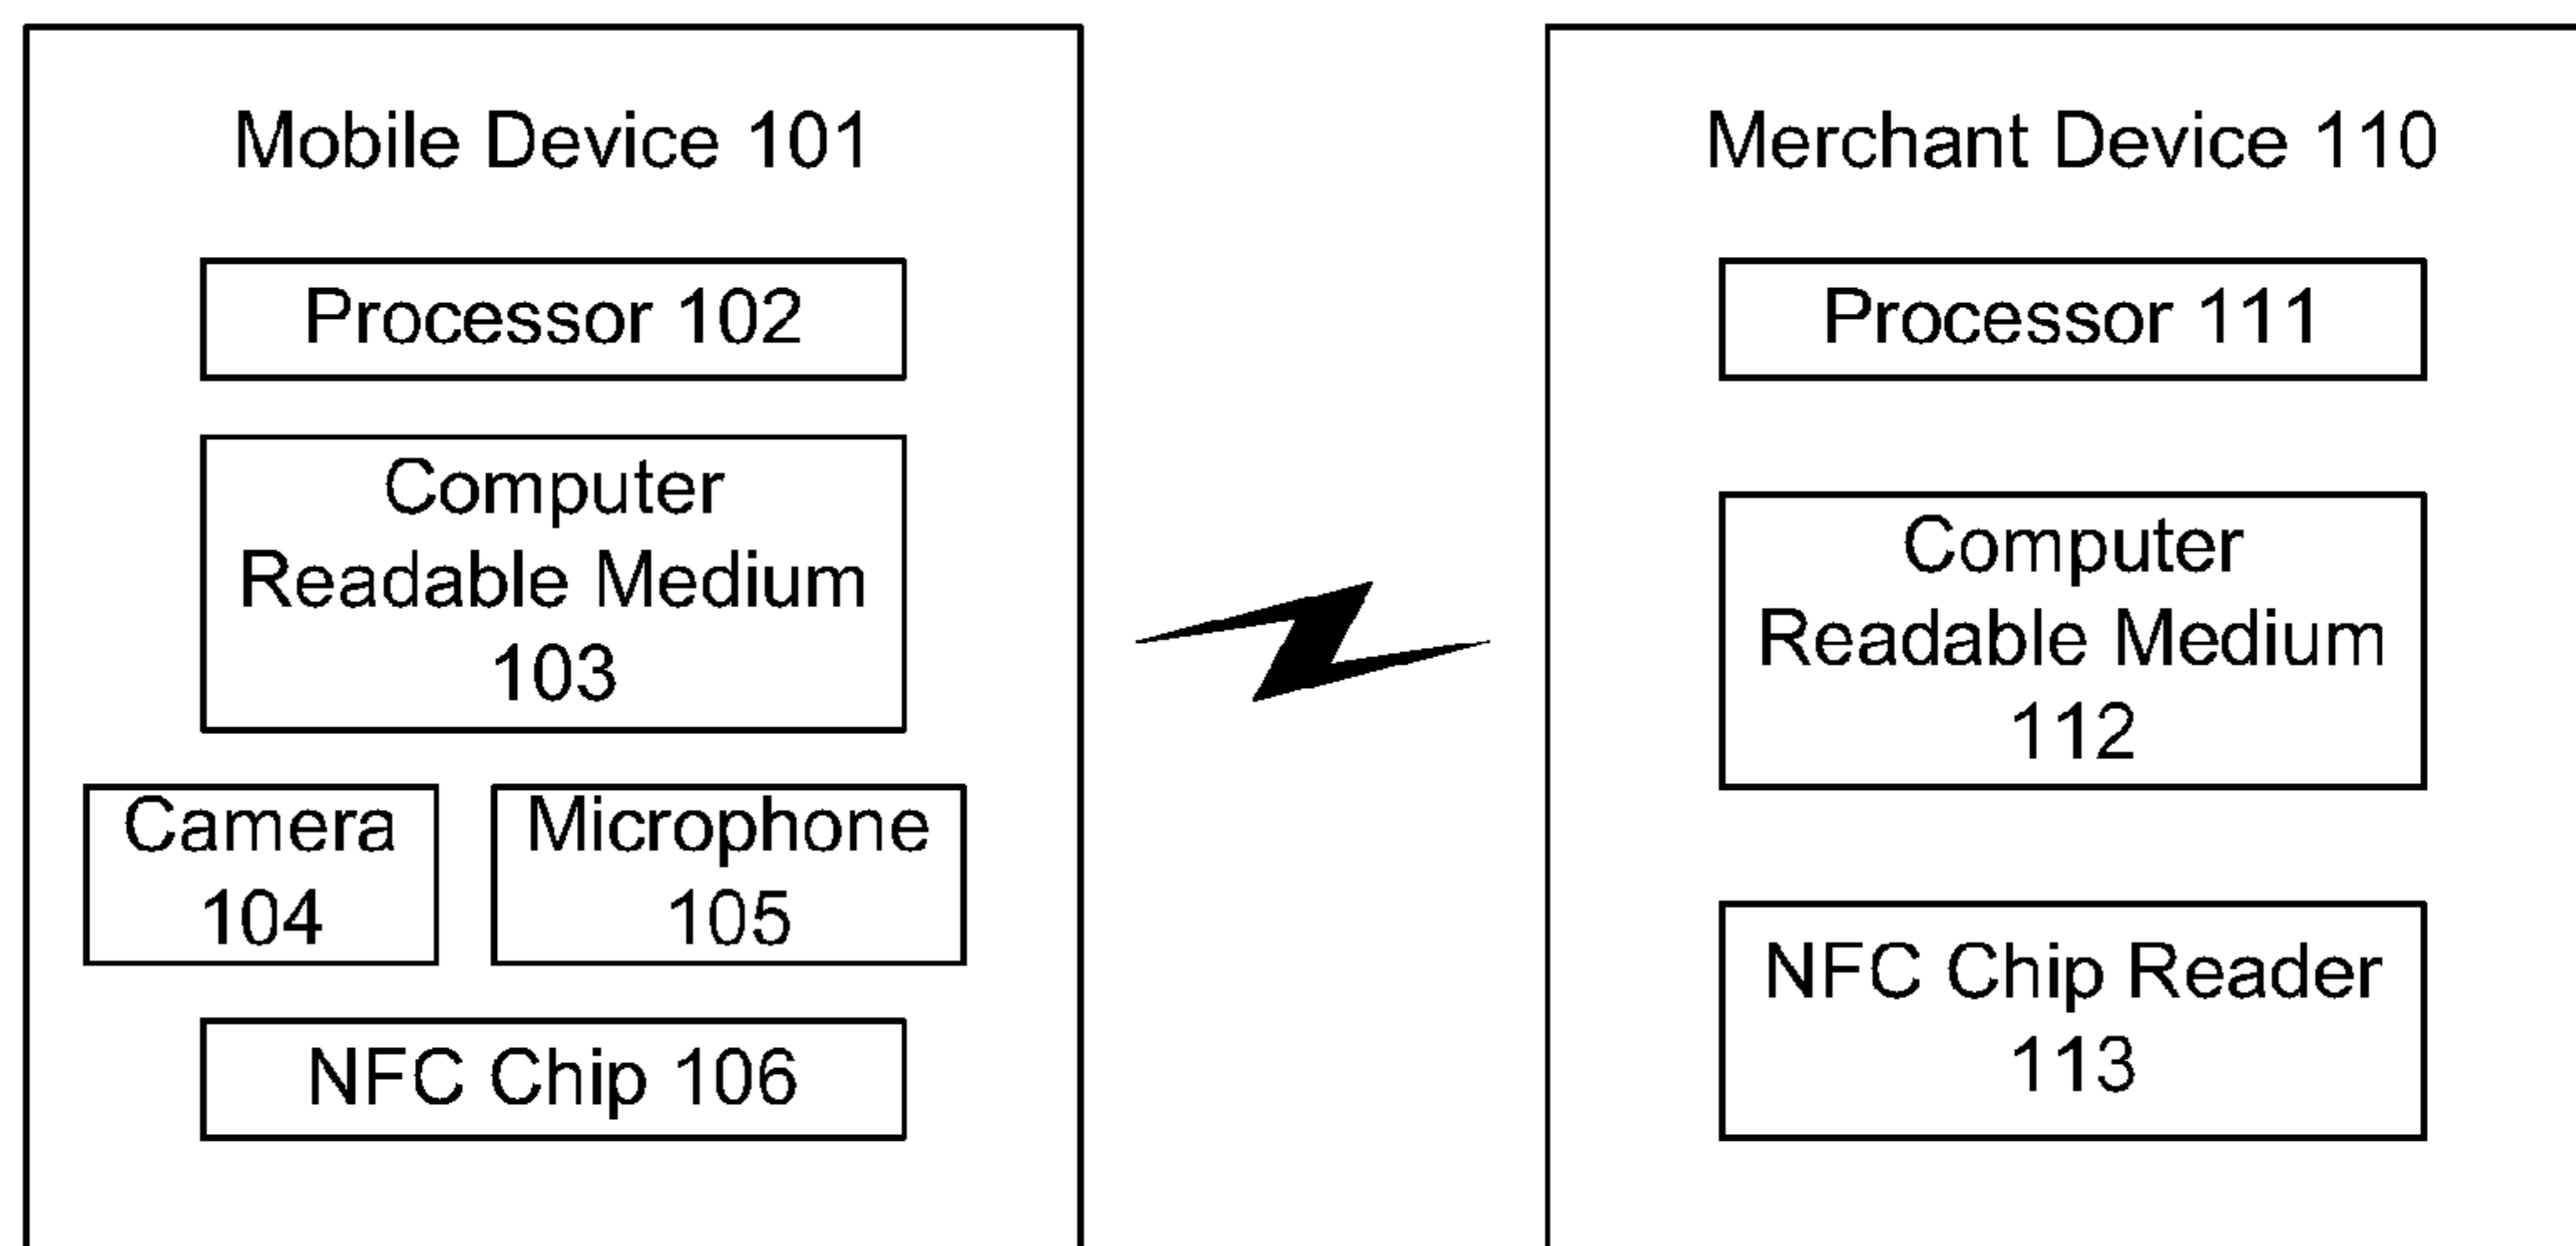 Mobile Device 101
Processor 102
Computer
Readable Medium
103
Camera
104
Microphone
105
NFC Chip 106
Merchant Device 110
Processor 111
Computer
Readable Medium
112
NFC Chip Reader
113